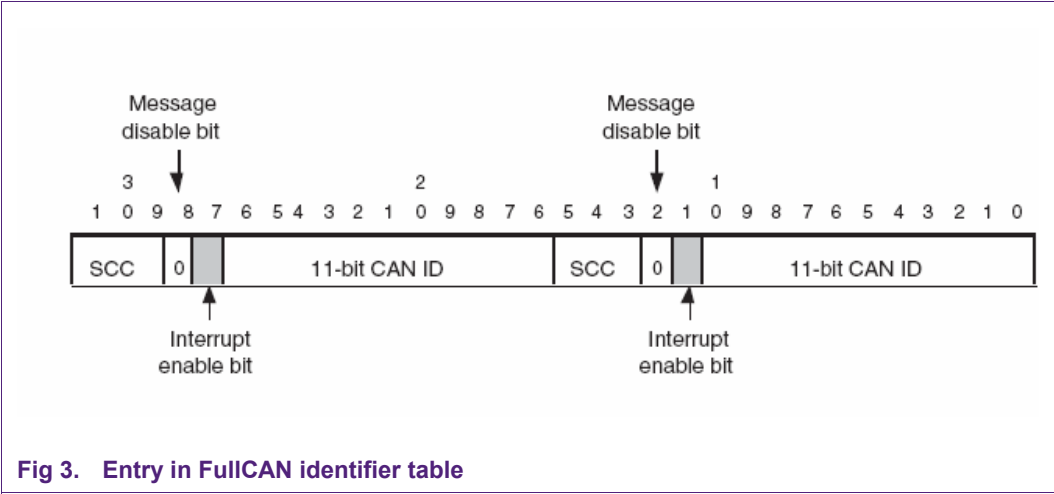 Message Message
disable bit disable bit
3 2 1
1 0 9 8 7 6 5 4 3 2 1 0 9 8 7 6 5 4 3 2 1 0 9 8 7 6 5 4 3 2 1 0
SCC 0 11-bit CAN ID SCC 0 11-bit CAN ID
Interrupt Interrupt
enable bit enable bit
Fig 3. Entry in FullCAN identifier table